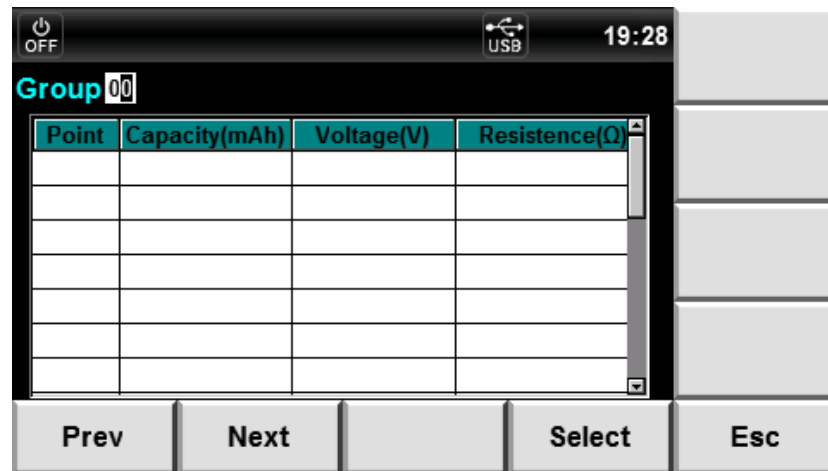 OFF USB 19:28
Group 00
Point Capacity(mAh) Voltage(V) Resistence(Ω)
Prev Next Select Esc